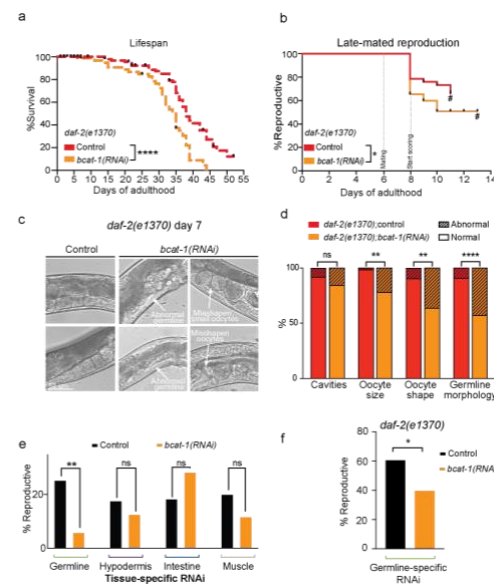 a
Lifespan
100
80
60
40
20
0
%Survival
daf-2(e1370)
Control
bcat-1(RNAi)
****
0 5 10 15 20 25 30 35 40 45 50 55
Days of adulthood
b
Late-mated reproduction
100
80
60
40
20
0
%Reproductive
daf-2(e1370)
Control
bcat-1(RNAi)
*
Mating
Start scoring
#
#
0 2 4 6 8 10 12 14
Days of adulthood
c
daf-2(e1370) day 7
Control
bcat-1(RNAi)
Abnormal
Misshapen,
small oocytes
Misshapen
oocytes
Abnormal
d
daf-2(e1370);control
daf-2(e1370);bcat-1(RNAi)
Abnormal
Normal
ns
**
**
****
100
50
0
%
Cavities
Oocyte
size
Oocyte
shape
Germline
morphology
e
Control
bcat-1(RNAi)
% Reproductive
20
0
**
ns
ns
ns
Germline
Hypodermis
Intestine
Muscle
Tissue-specific RNAi
f
daf-2(e1370)
Control
bcat-1(RNAi)
*
% Reproductive
80
60
40
20
0
Germline-specific
RNAi